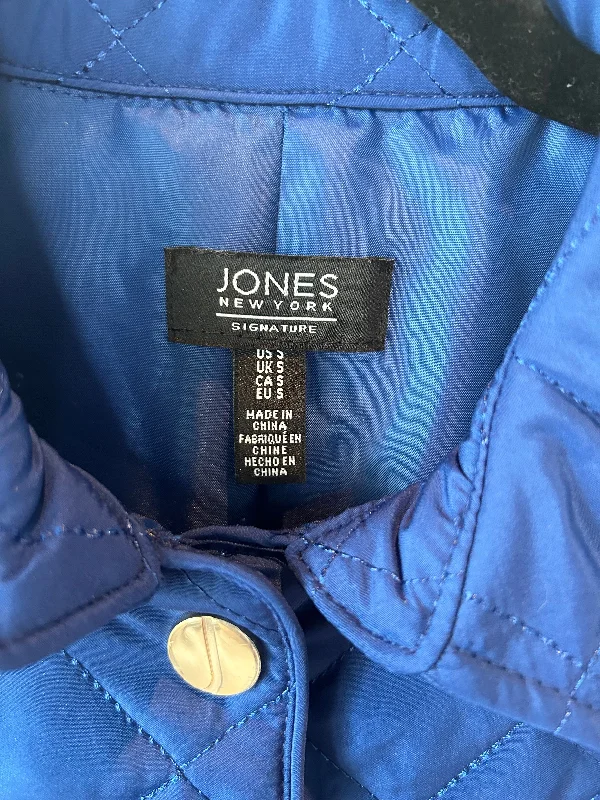 JONES
NEW YORK
SIGNATURE
US S
UK S
CA S
EU S
MADE IN
CHINA
FABRIQUÉ EN
CHINE
HECHO EN
CHINA